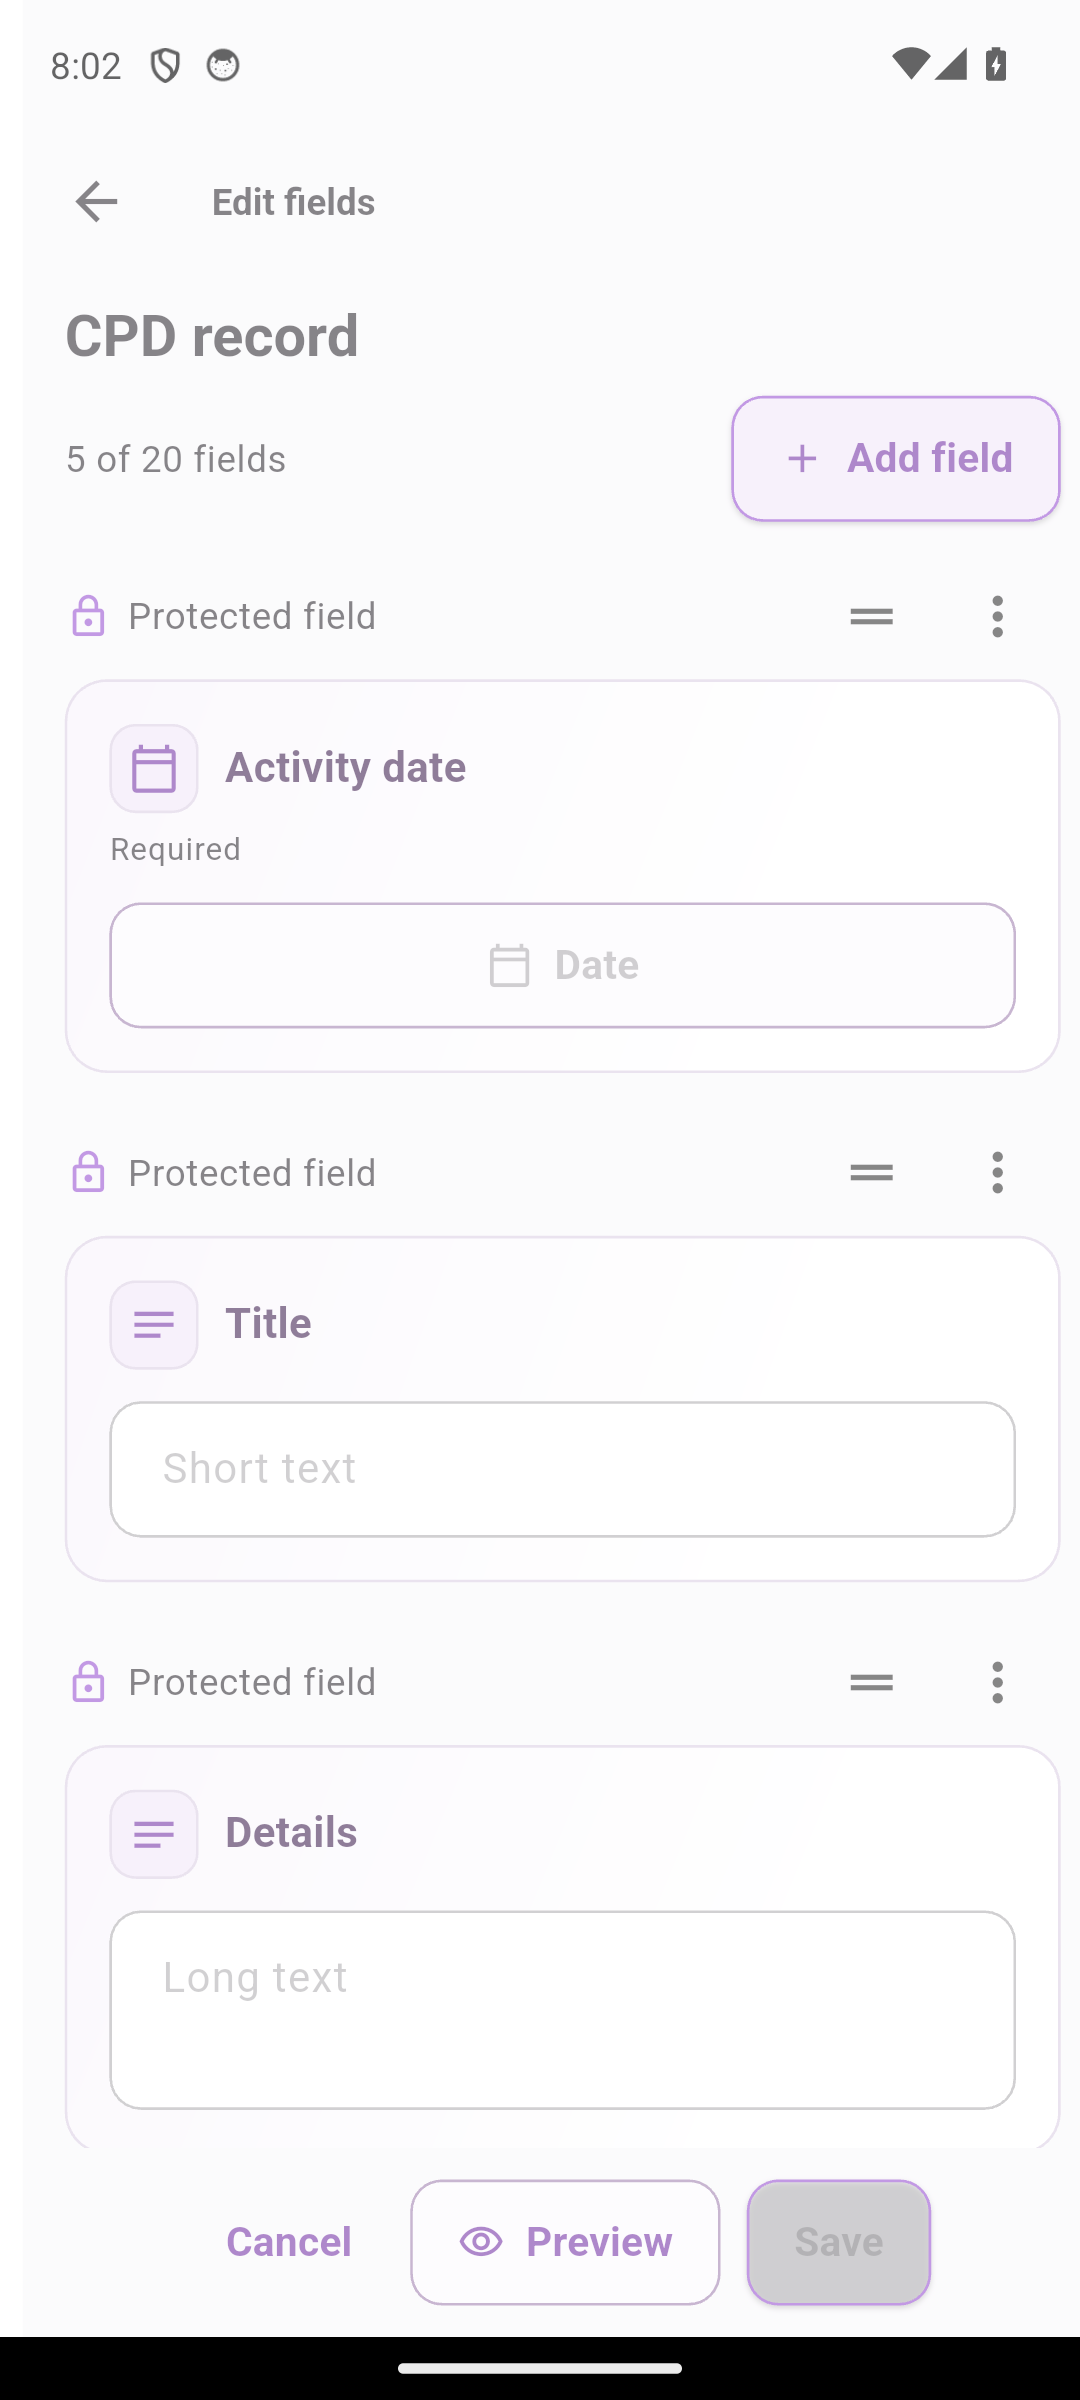 8:02
Edit fields
CPD record
5 of 20 fields
Add field
Protected field
Activity date
Required
Date
Protected field
Title
Short text
Protected field
Details
Long text
Cancel
Preview
Save